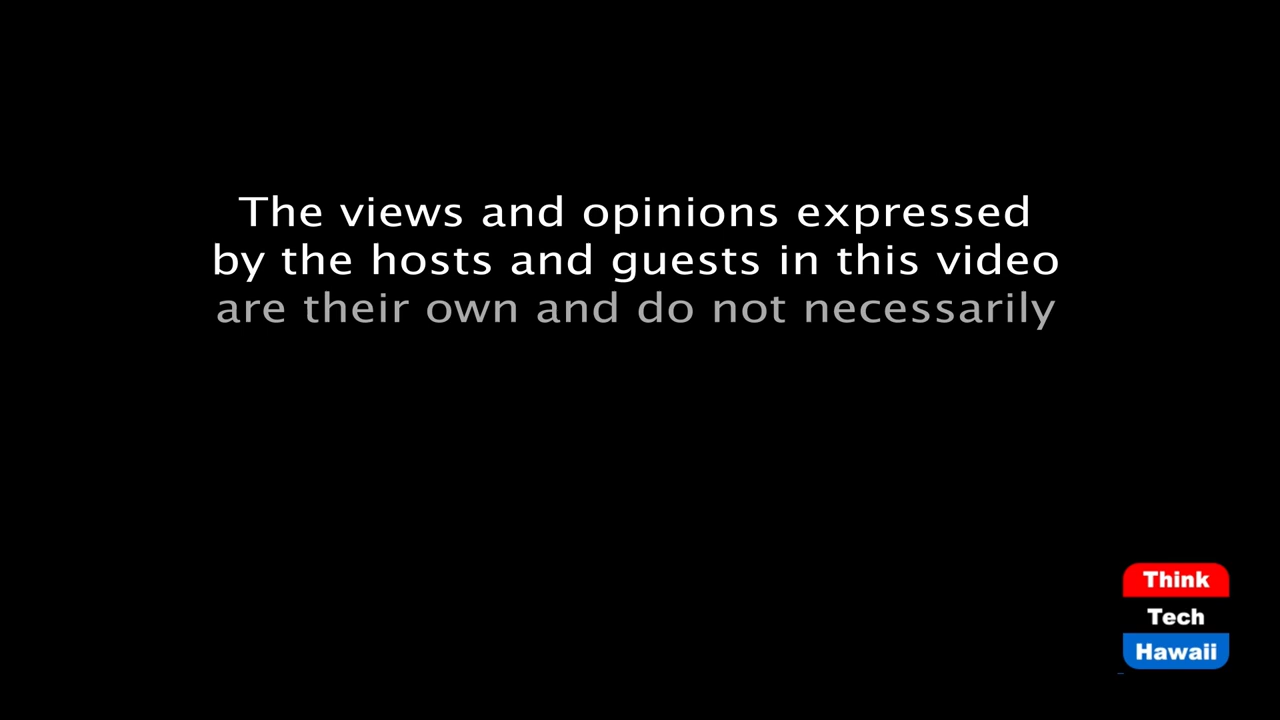 The views and opinions expressed
by the hosts and guests in this video
are their own and do not necessarily
Think
Tech
Hawaii